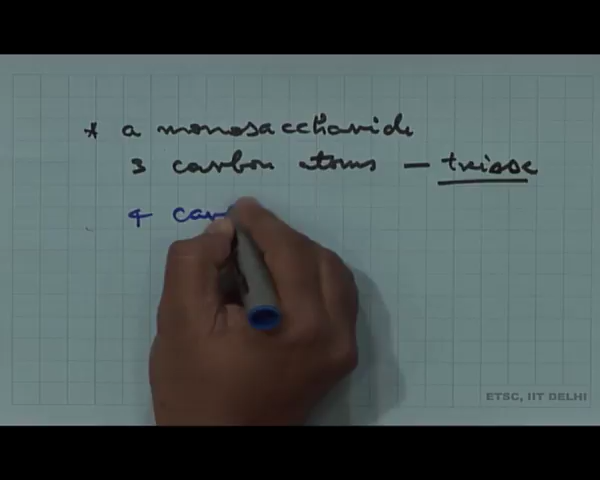 * a monosaccharide
3 carbon atoms — triose
4 car
ETSC, IIT DELHI